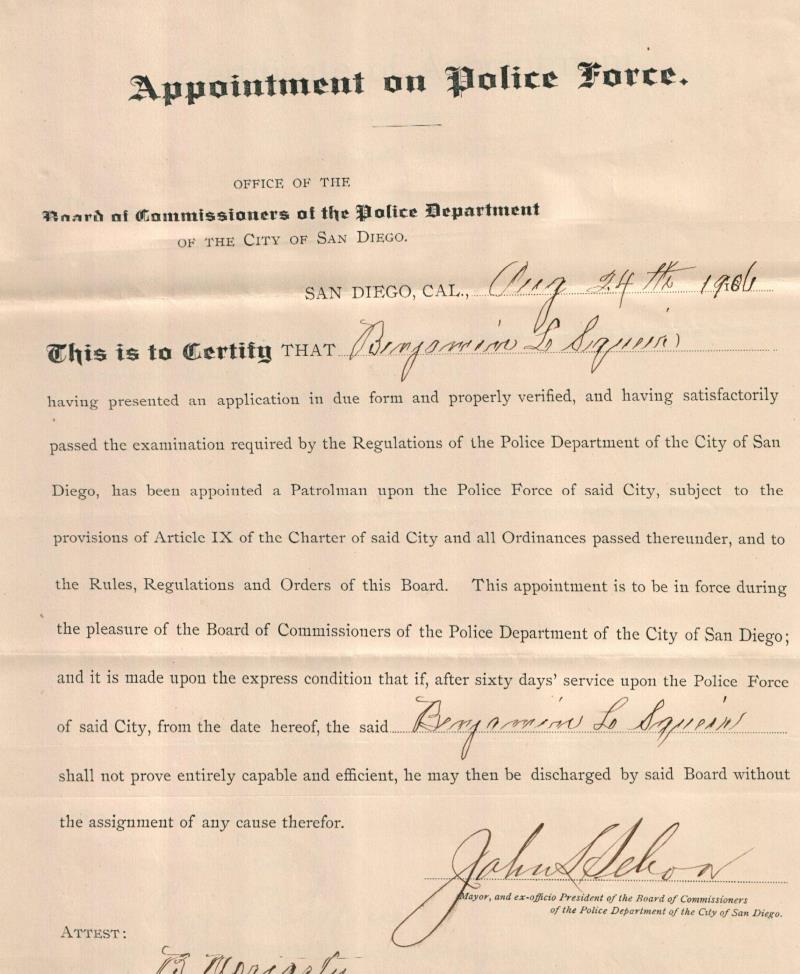 Appointment on Police Force.
OFFICE OF THE
Board of Commissioners of the Police Department
OF THE CITY OF SAN DIEGO.
SAN DIEGO, CAL., Aug 24th 1906
This is to Certify THAT Benjamin L Squier
having presented an application in due form and properly verified, and having satisfactorily
passed the examination required by the Regulations of the Police Department of the City of San
Diego, has been appointed a Patrolman upon the Police Force of said City, subject to the
provisions of Article IX of the Charter of said City and all Ordinances passed thereunder, and to
the Rules, Regulations and Orders of this Board. This appointment is to be in force during
the pleasure of the Board of Commissioners of the Police Department of the City of San Diego;
and it is made upon the express condition that if, after sixty days' service upon the Police Force
of said City, from the date hereof, the said Benjamin L Squier
shall not prove entirely capable and efficient, he may then be discharged by said Board without
the assignment of any cause therefor.
John L Sehon
Mayor, and ex-officio President of the Board of Commissioners
of the Police Department of the City of San Diego.
ATTEST:
B Moriarty